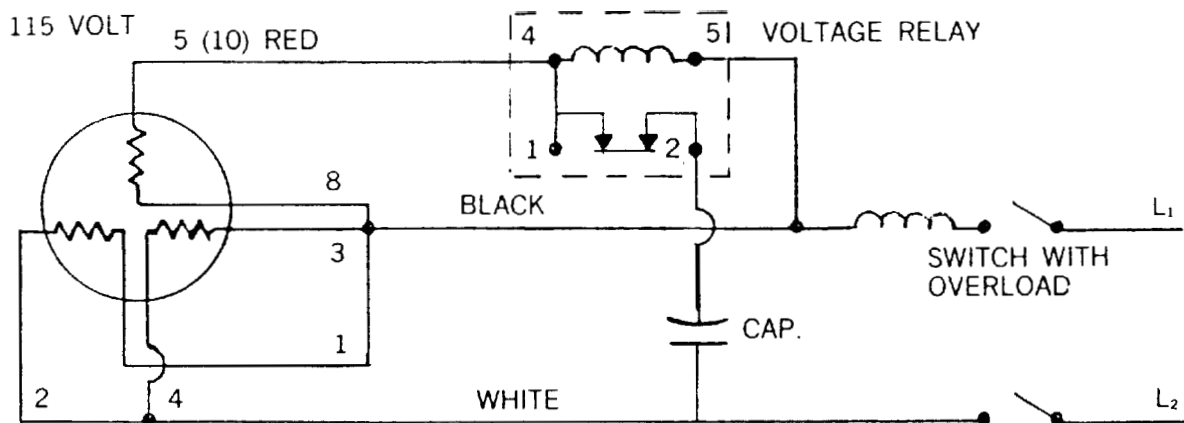 115 VOLT
5 (10) RED
4
5
VOLTAGE RELAY
1
2
8
BLACK
L₁
3
SWITCH WITH
OVERLOAD
CAP.
1
2
4
WHITE
L₂